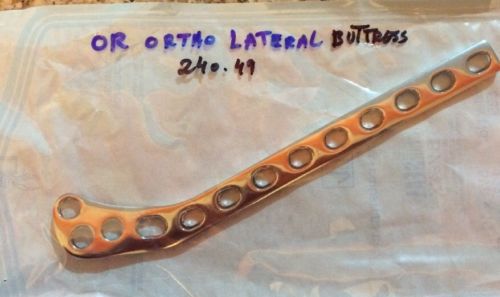 OR ORTHO LATERAL BUTTRESS
240.49